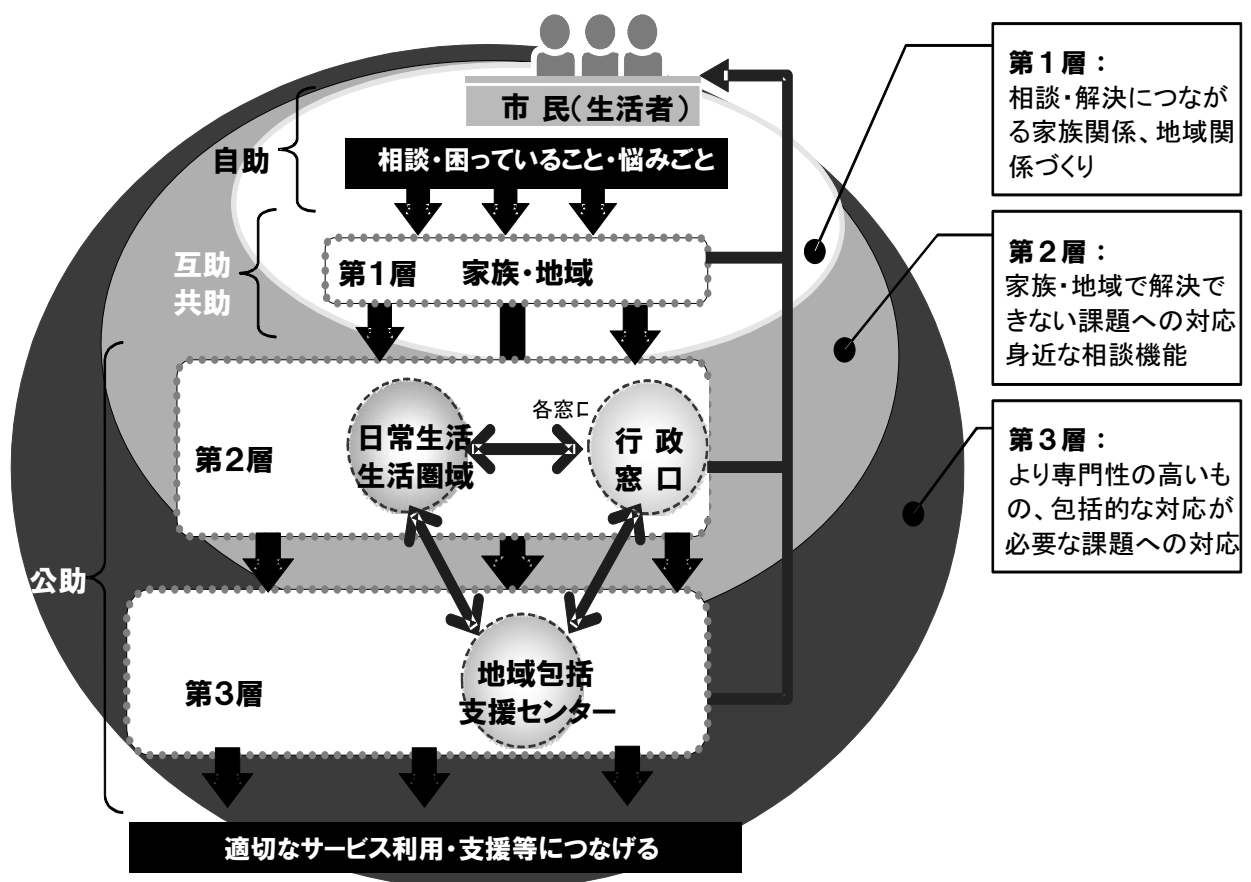 市 民（生活者）
自助
相談・困っていること・悩みごと
互助
共助
第１層 家族・地域
公助
第２層
日常生活
生活圏域
各窓口
行 政
窓 口
第３層
地域包括
支援センター
適切なサービス利用・支援等につなげる
第１層：
相談・解決につなが
る家族関係、地域関
係づくり
第２層：
家族・地域で解決で
きない課題への対応
身近な相談機能
第３層：
より専門性の高いも
の、包括的な対応が
必要な課題への対応